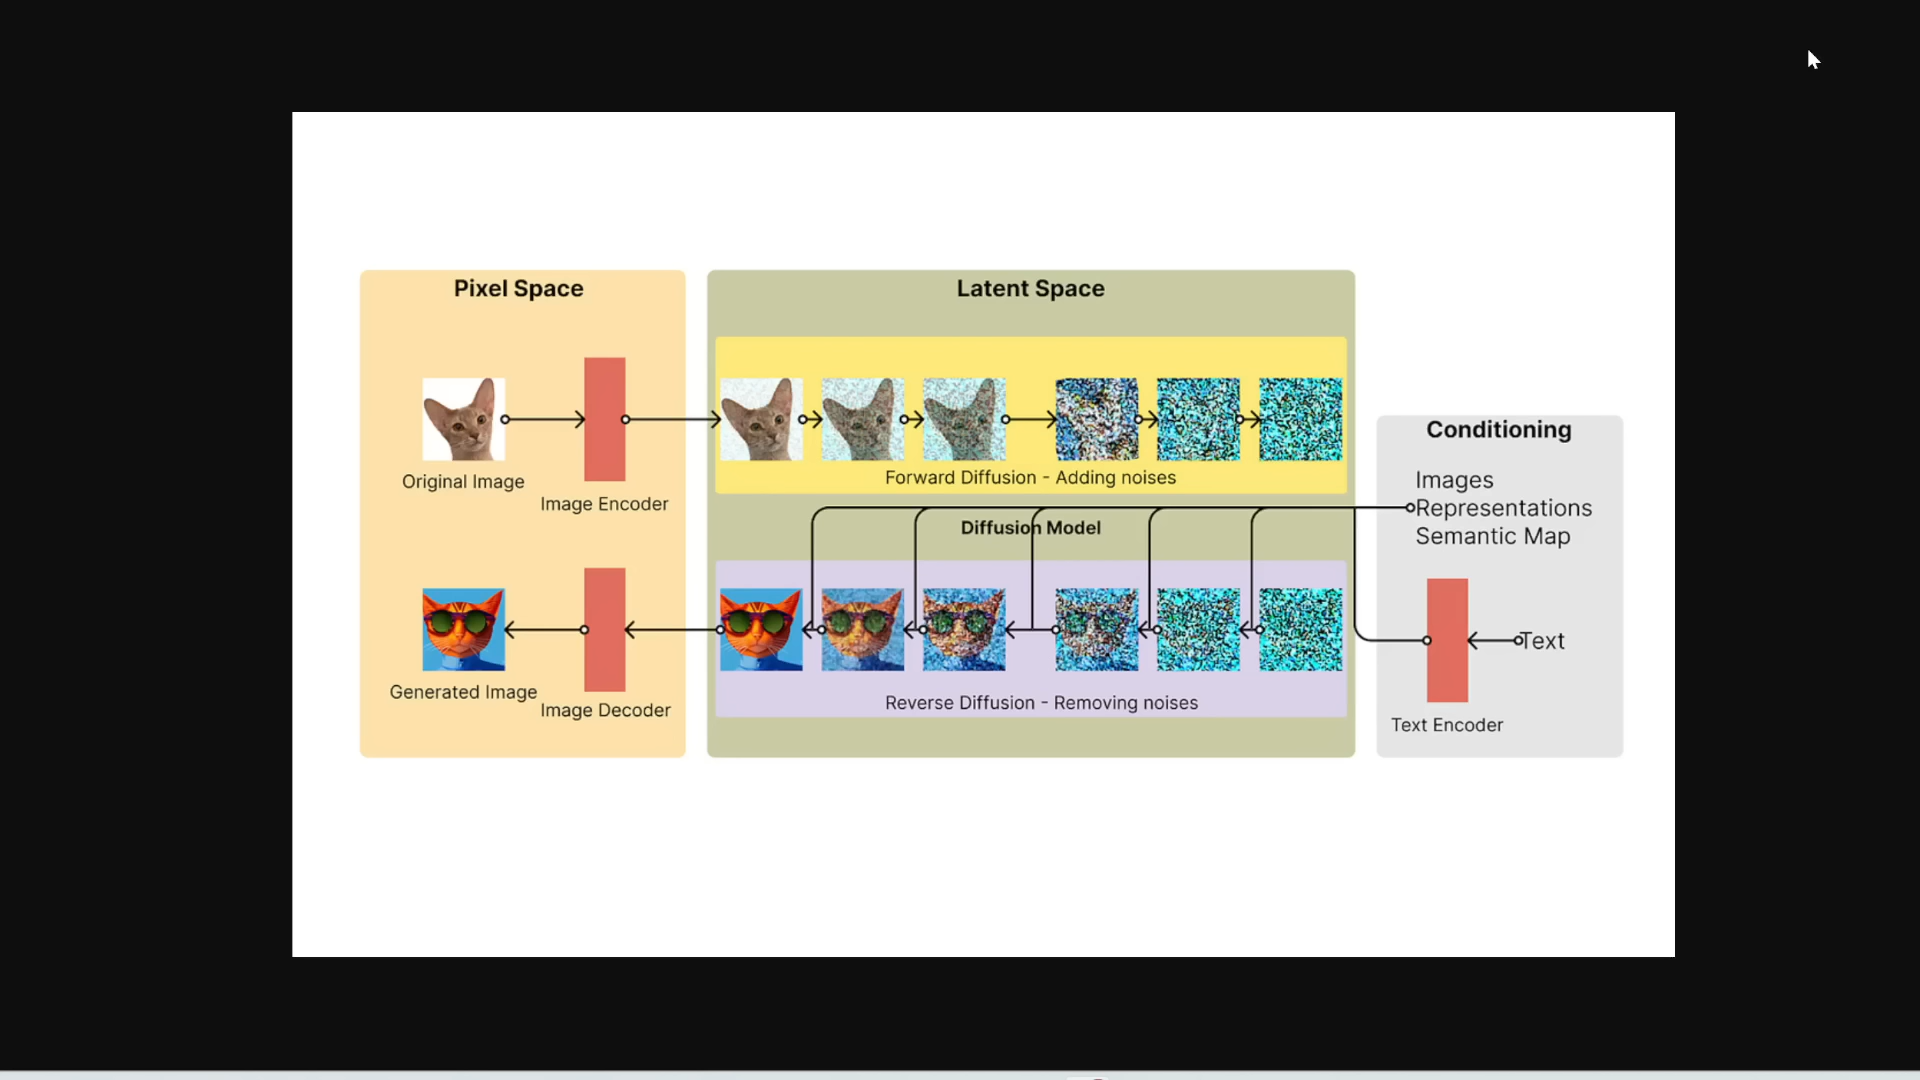 Pixel Space
Latent Space
Original Image
Image Encoder
Forward Diffusion - Adding noises
Conditioning
Images
Representations
Semantic Map
Diffusion Model
Generated Image
Image Decoder
Reverse Diffusion - Removing noises
Text
Text Encoder